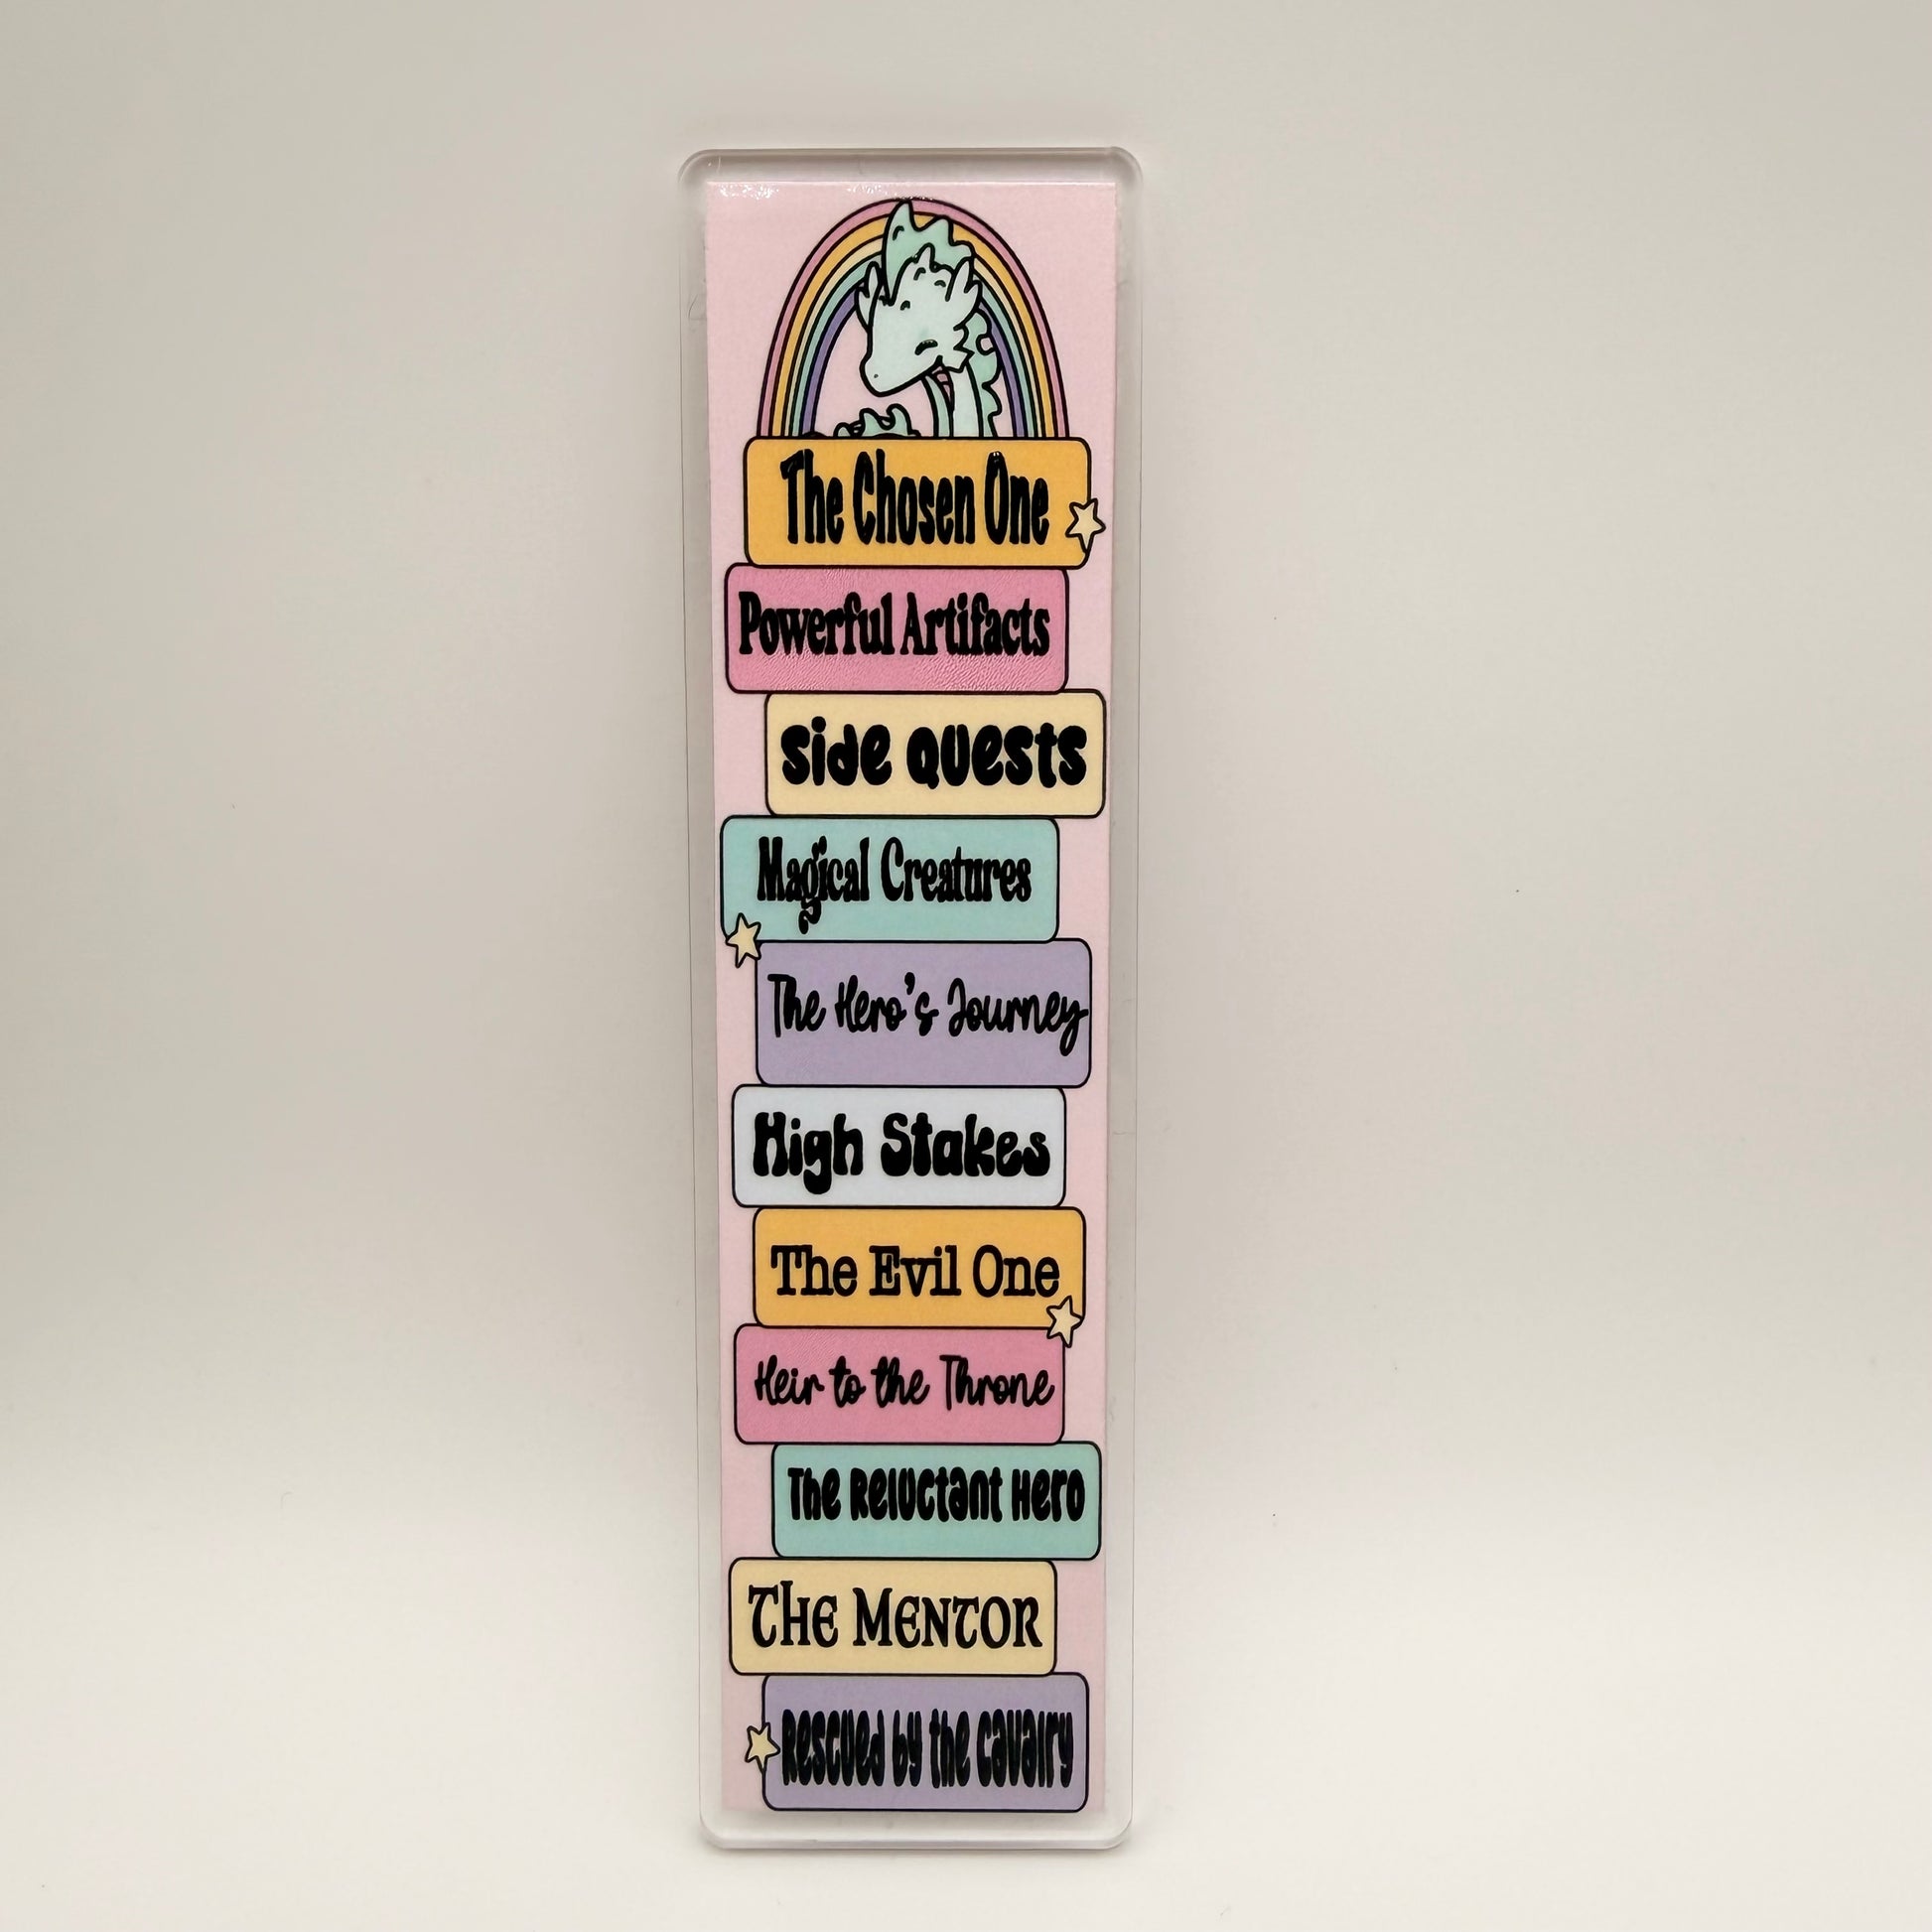 The Chosen One
Powerful Artifacts
Side Quests
Magical Creatures
The Hero's Journey
High Stakes
The Evil One
Heir to the Throne
The Reluctant Hero
The Mentor
Rescued by the Cavalry